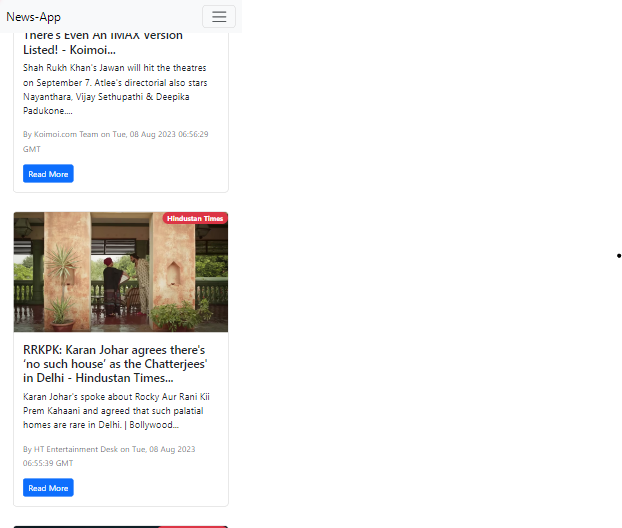 News-App
There's Even An IMAX Version
Listed! - Koimoi...
Shah Rukh Khan's Jawan will hit the theatres
on September 7. Atlee's directorial also stars
Nayanthara, Vijay Sethupathi & Deepika
Padukone....
By Koimoi.com Team on Tue, 08 Aug 2023 06:56:29
GMT
Read More
Hindustan Times
RRKPK: Karan Johar agrees there's
‘no such house’ as the Chatterjees'
in Delhi - Hindustan Times...
Karan Johar's spoke about Rocky Aur Rani Kii
Prem Kahaani and agreed that such palatial
homes are rare in Delhi. | Bollywood...
By HT Entertainment Desk on Tue, 08 Aug 2023
06:55:39 GMT
Read More